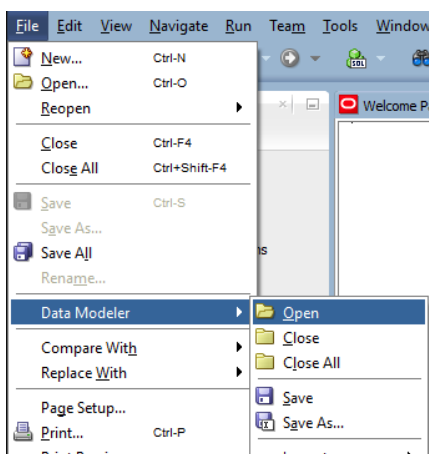 File Edit View Navigate Run Team Tools Window
New... Ctrl-N
Open... Ctrl-O
Reopen
Welcome P
Close Ctrl-F4
Close All Ctrl+Shift-F4
Save Ctrl-S
Save As...
Save All
Rename...
Data Modeler
Open
Close
Close All
Save
Save As...
Compare With
Replace With
Page Setup...
Print... Ctrl-P